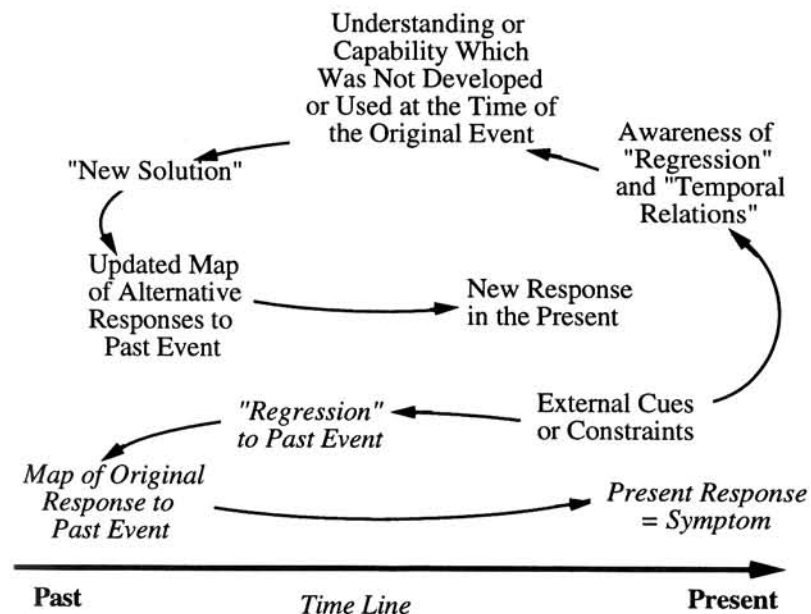 Understanding or
Capability Which
Was Not Developed
or Used at the Time of
the Original Event
Awareness of
"Regression"
and "Temporal
Relations"
"New Solution"
Updated Map
of Alternative
Responses to
Past Event
New Response
in the Present
"Regression"
to Past Event
External Cues
or Constraints
Map of Original
Response to
Past Event
Present Response
= Symptom
Past
Time Line
Present